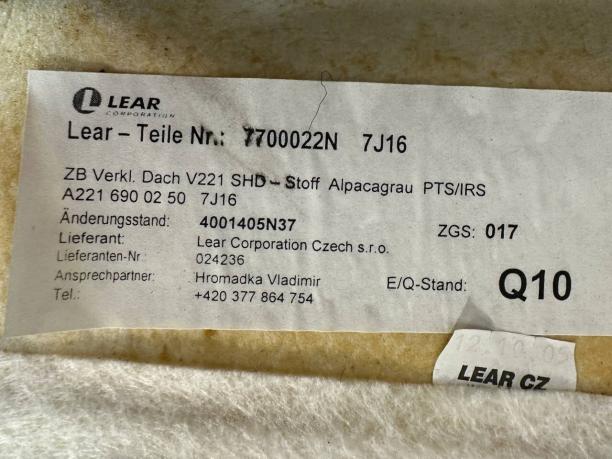 LEAR
CORPORATION
Lear – Teile Nr.: 7700022N 7J16
ZB Verkl. Dach V221 SHD – Stoff Alpacagrau PTS/IRS
A221 690 02 50 7J16
Änderungsstand: 4001405N37 ZGS: 017
Lieferant: Lear Corporation Czech s.r.o.
Lieferanten-Nr.: 024236
Ansprechpartner: Hromadka Vladimir E/Q-Stand: Q10
Tel.: +420 377 864 754
LEAR CZ